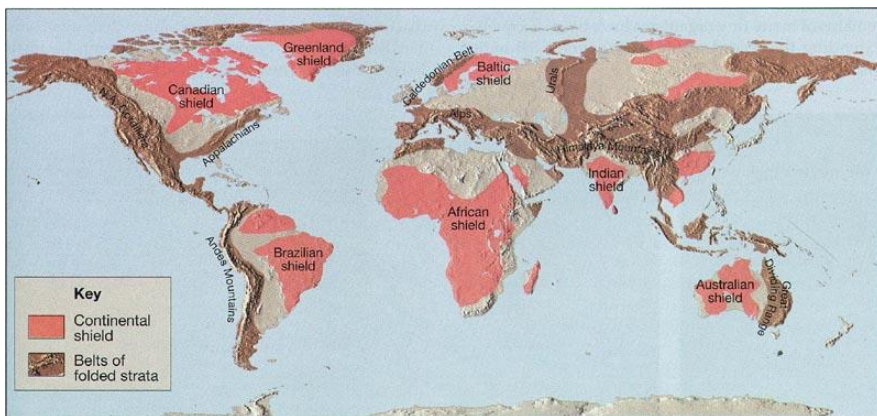 Greenland
shield
Canadian
shield
Caledonian Belt
Baltic
shield
Urals
N.A. Cordillera
Appalachians
Alps
Himalaya Mountains
Indian
shield
African
shield
Andes Mountains
Brazilian
shield
Australian
shield
Great
Dividing Range
Key
Continental
shield
Belts of
folded strata